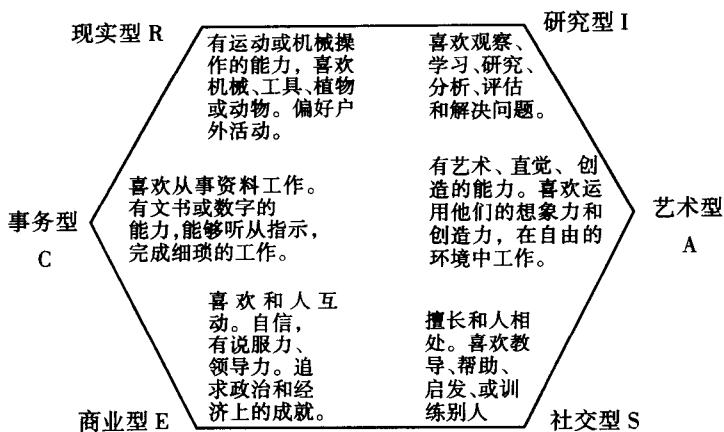 现实型 R
研究型 I
有运动或机械操
作的能力，喜欢
机械、工具、植物
或动物。偏好户
外活动。
喜欢观察、
学习、研究、
分析、评估
和解决问题。
喜欢从事资料工作。
有文书或数字的
能力,能够听从指示，
完成细琐的工作。
有艺术、直觉、创
造的能力。喜欢运
用他们的想象力和
创造力，在自由的
环境中工作。
事务型
C
艺术型
A
喜欢和人互
动。自信，
有说服力、
领导力。追
求政治和经
济上的成就。
擅长和人相
处。喜欢教
导、帮助、
启发、或训
练别人
商业型 E
社交型 S